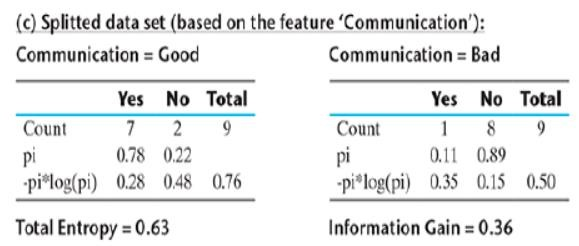 (c) Splitted data set (based on the feature ‘Communication’):
Communication = Good
Yes No Total
Count 7 2 9
pi 0.78 0.22
-pi*log(pi) 0.28 0.48 0.76
Total Entropy = 0.63
Communication = Bad
Yes No Total
Count 1 8 9
pi 0.11 0.89
-pi*log(pi) 0.35 0.15 0.50
Information Gain = 0.36